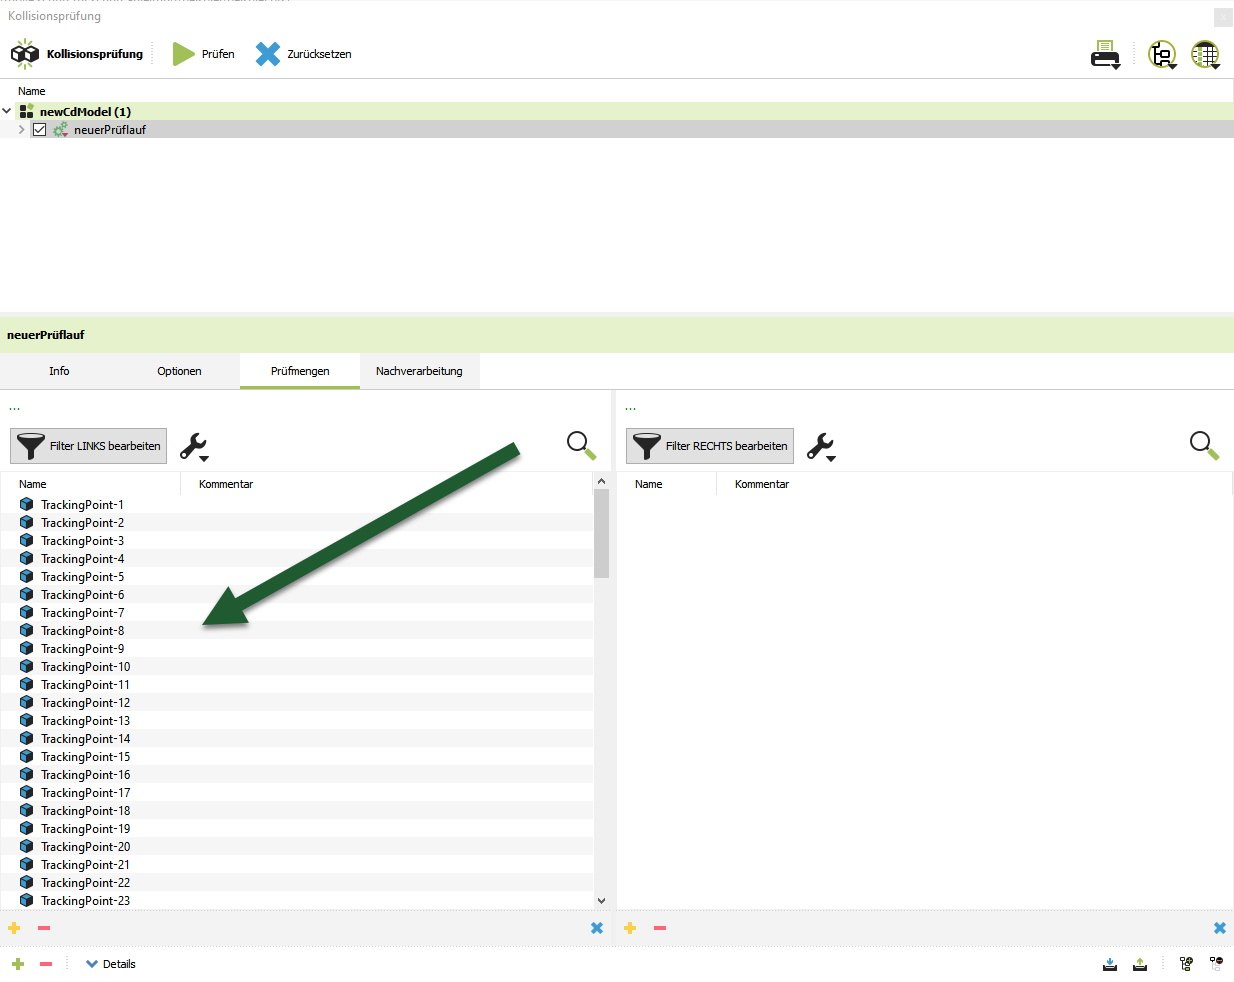 Kollisionsprüfung
Kollisionsprüfung Prüfen Zurücksetzen
Name
newCdModel (1)
neuerPrüflauf
neuerPrüflauf
Info Optionen Prüfmengen Nachverarbeitung
... ...
Filter LINKS bearbeiten Filter RECHTS bearbeiten
Name Kommentar Name Kommentar
TrackingPoint-1
TrackingPoint-2
TrackingPoint-3
TrackingPoint-4
TrackingPoint-5
TrackingPoint-6
TrackingPoint-7
TrackingPoint-8
TrackingPoint-9
TrackingPoint-10
TrackingPoint-11
TrackingPoint-12
TrackingPoint-13
TrackingPoint-14
TrackingPoint-15
TrackingPoint-16
TrackingPoint-17
TrackingPoint-18
TrackingPoint-19
TrackingPoint-20
TrackingPoint-21
TrackingPoint-22
TrackingPoint-23
Details